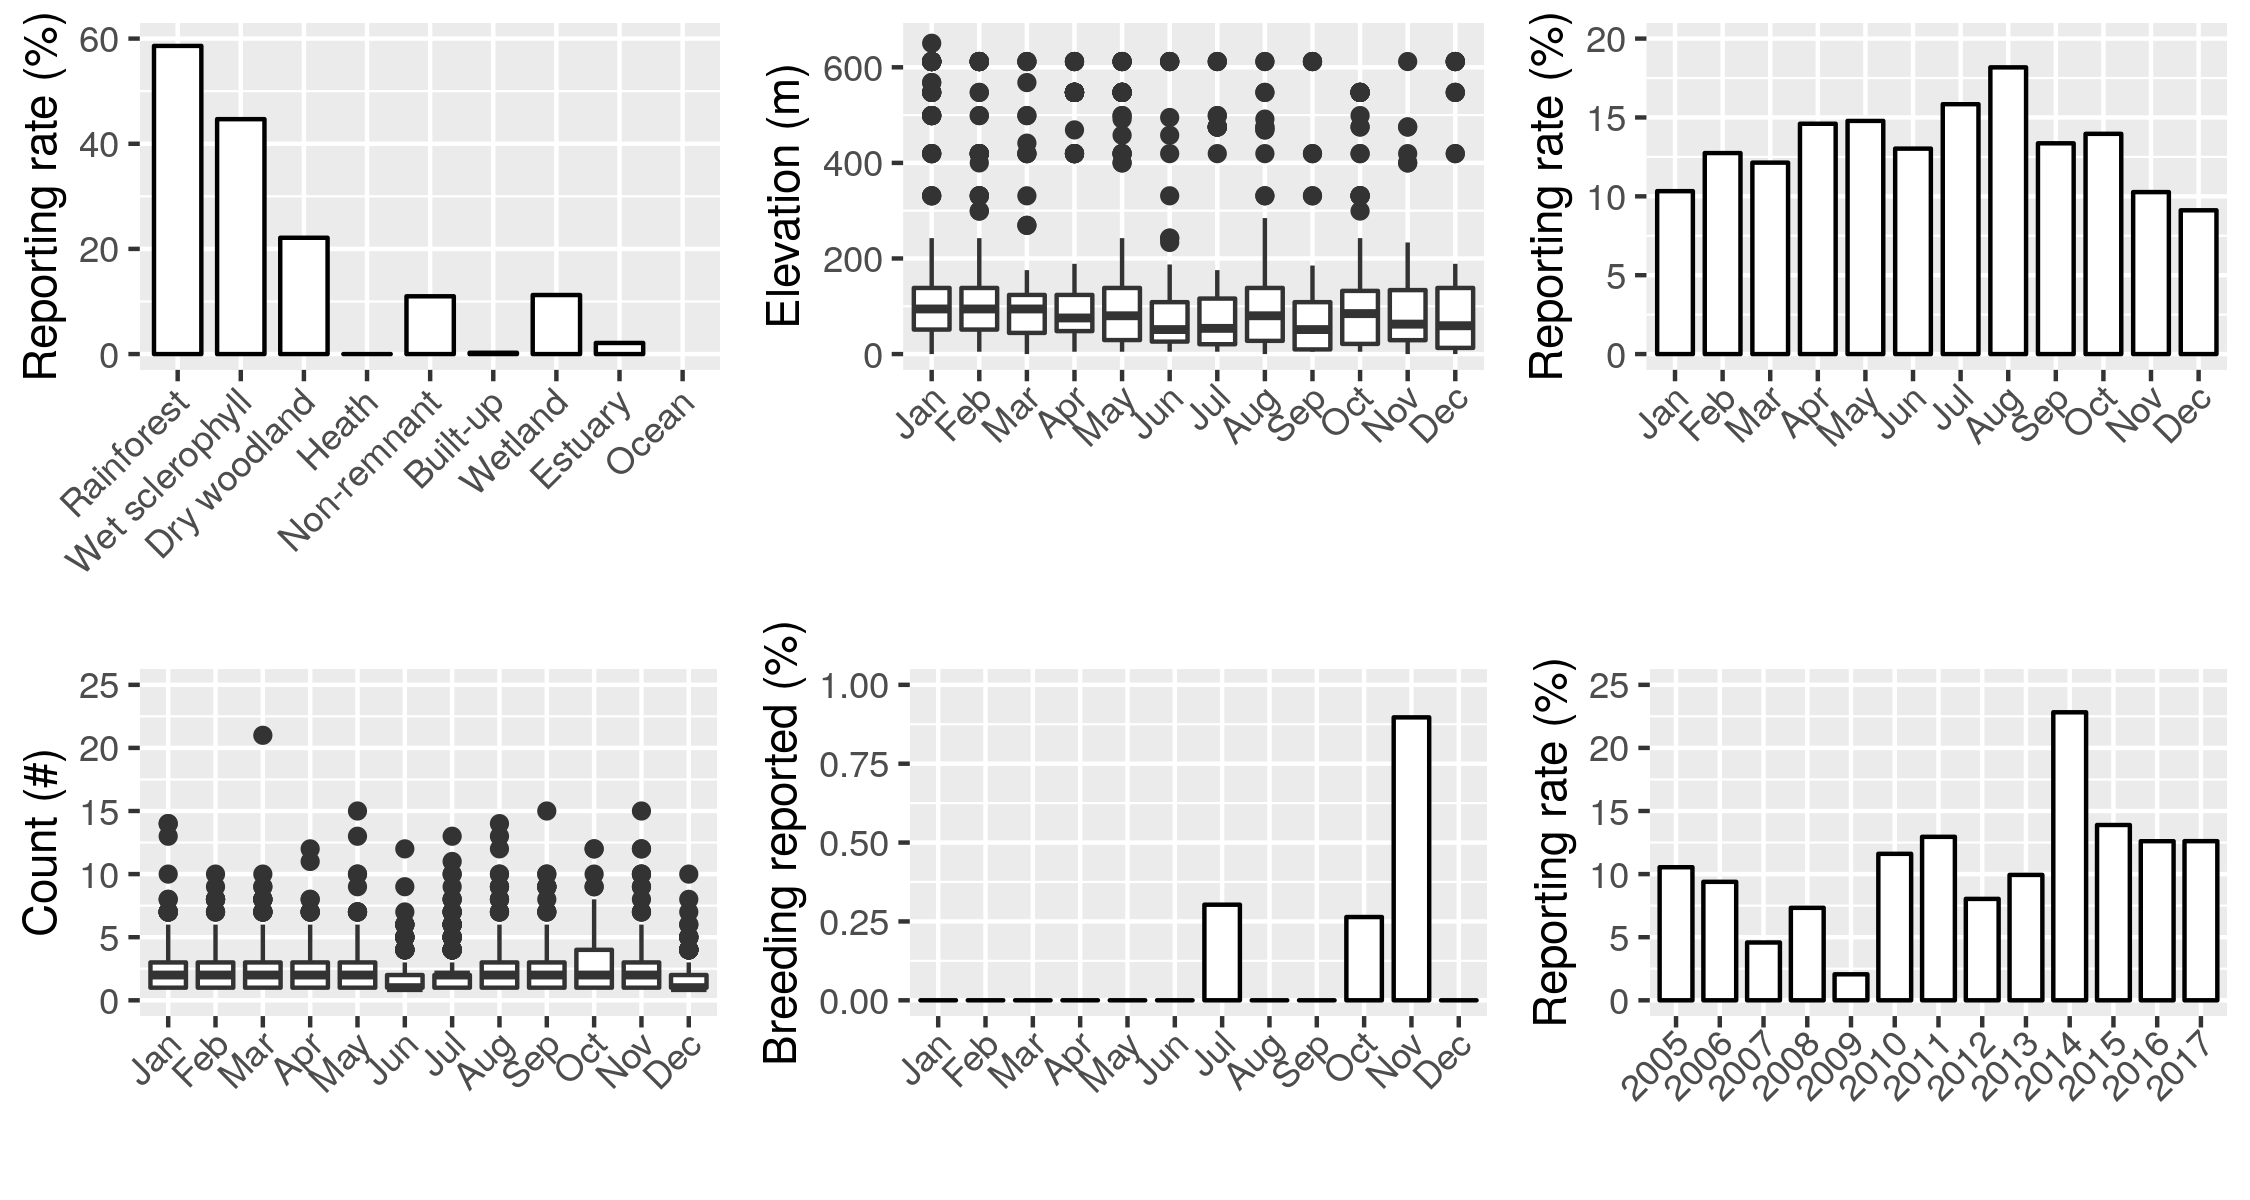 Reporting rate (%)
60
40
20
0
Rainforest
Wet sclerophyll
Dry woodland
Heath
Non-remnant
Built-up
Wetland
Estuary
Ocean
Elevation (m)
600
400
200
0
Jan
Feb
Mar
Apr
May
Jun
Jul
Aug
Sep
Oct
Nov
Dec
Reporting rate (%)
20
15
10
5
0
Jan
Feb
Mar
Apr
May
Jun
Jul
Aug
Sep
Oct
Nov
Dec
Count (#)
25
20
15
10
5
0
Jan
Feb
Mar
Apr
May
Jun
Jul
Aug
Sep
Oct
Nov
Dec
Breeding reported (%)
1.00
0.75
0.50
0.25
0.00
Jan
Feb
Mar
Apr
May
Jun
Jul
Aug
Sep
Oct
Nov
Dec
Reporting rate (%)
25
20
15
10
5
0
2005
2006
2007
2008
2009
2010
2011
2012
2013
2014
2015
2016
2017